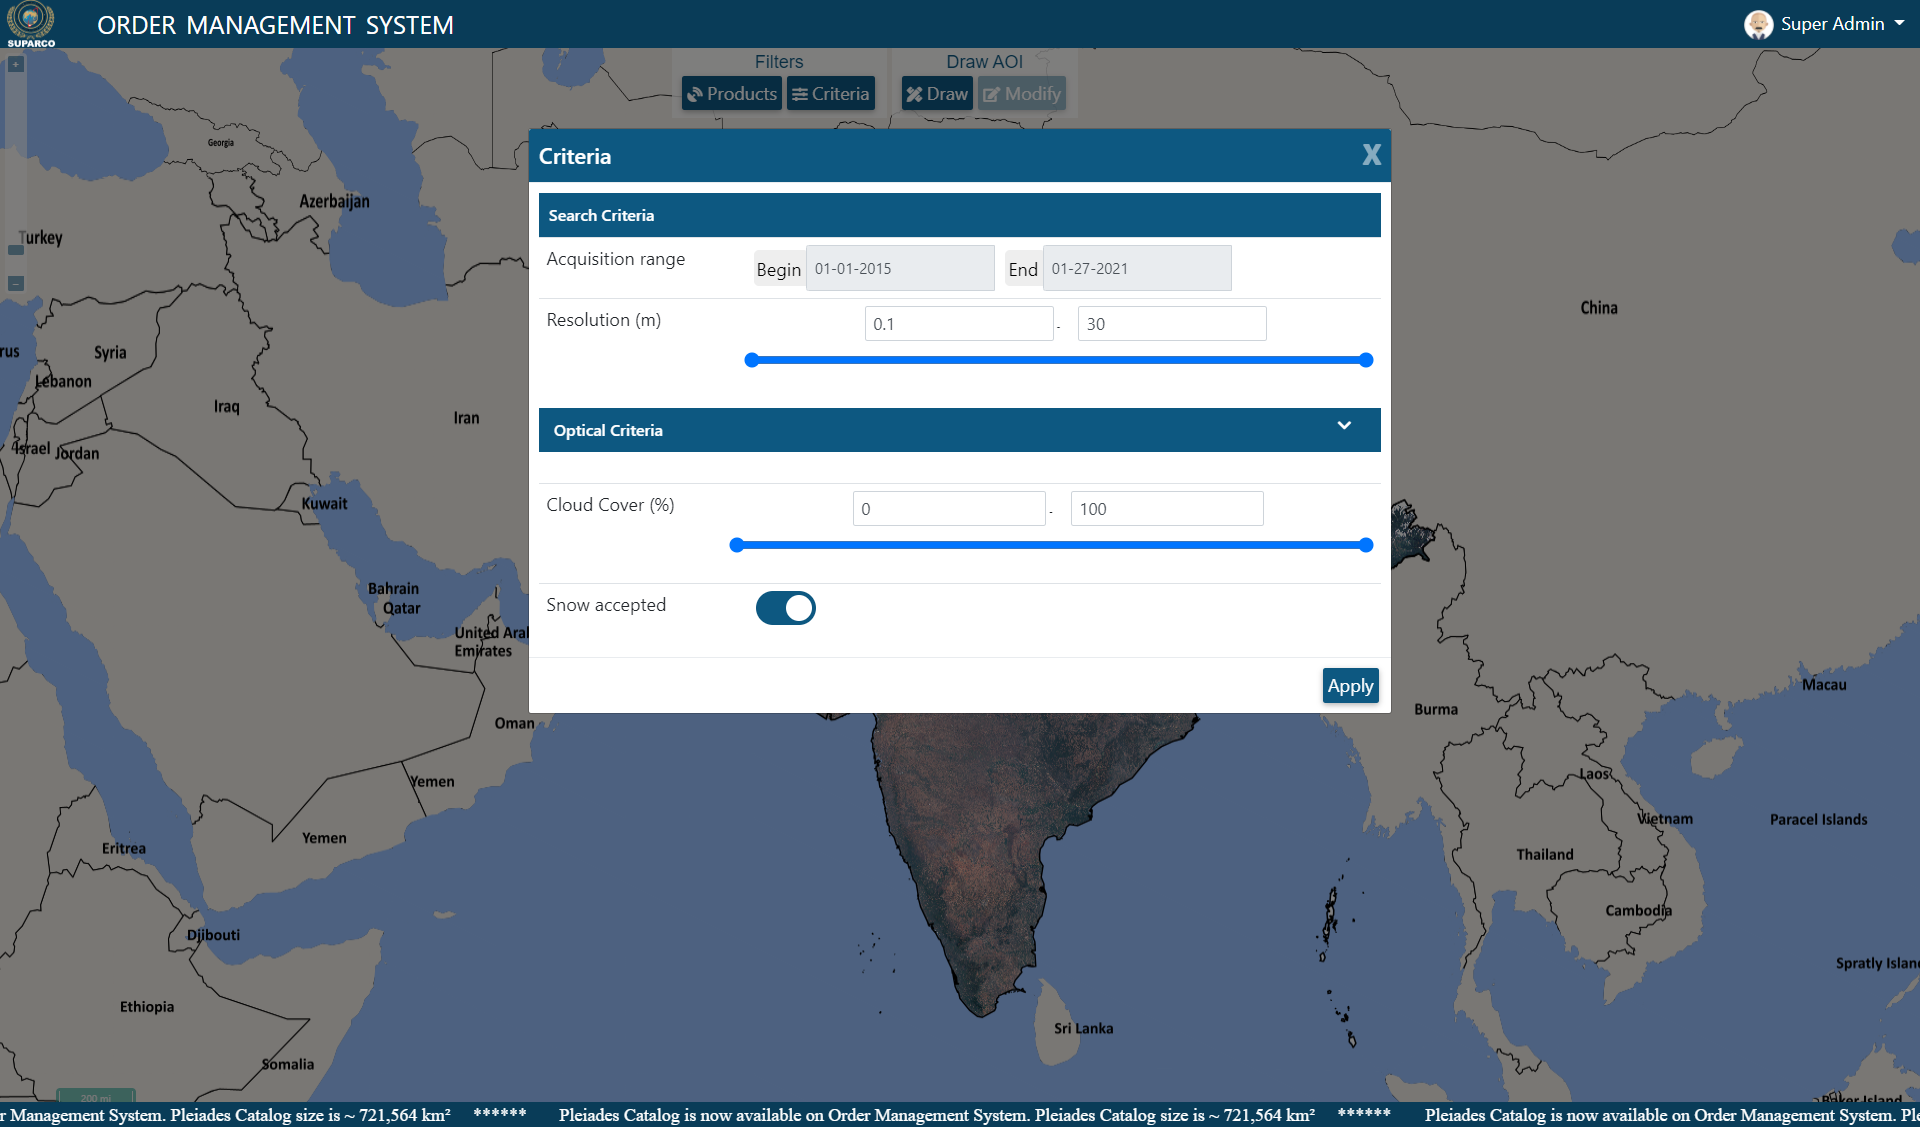 SUPARCO
ORDER MANAGEMENT SYSTEM
Super Admin
Filters
Draw AOI
Products
Criteria
Draw
Modify
Criteria
X
Search Criteria
Acquisition range
Begin
01-01-2015
End
01-27-2021
Resolution (m)
0.1
-
30
Optical Criteria
Cloud Cover (%)
0
-
100
Snow accepted
Apply
Georgia
Azerbaijan
Turkey
rus
Syria
Lebanon
Iraq
Iran
Israel
Jordan
Kuwait
Bahrain
Qatar
United Arab
Emirates
Oman
Yemen
Yemen
Eritrea
Djibouti
Ethiopia
Somalia
China
Burma
Macau
Laos
Vietnam
Paracel Islands
Thailand
Cambodia
Spratly Islan
Sri Lanka
Baker Island
200 mi
r Management System. Pleiades Catalog size is ~ 721,564 km² ****** Pleiades Catalog is now available on Order Management System. Pleiades Catalog size is ~ 721,564 km² ****** Pleiades Catalog is now available on Order Management System. Ple